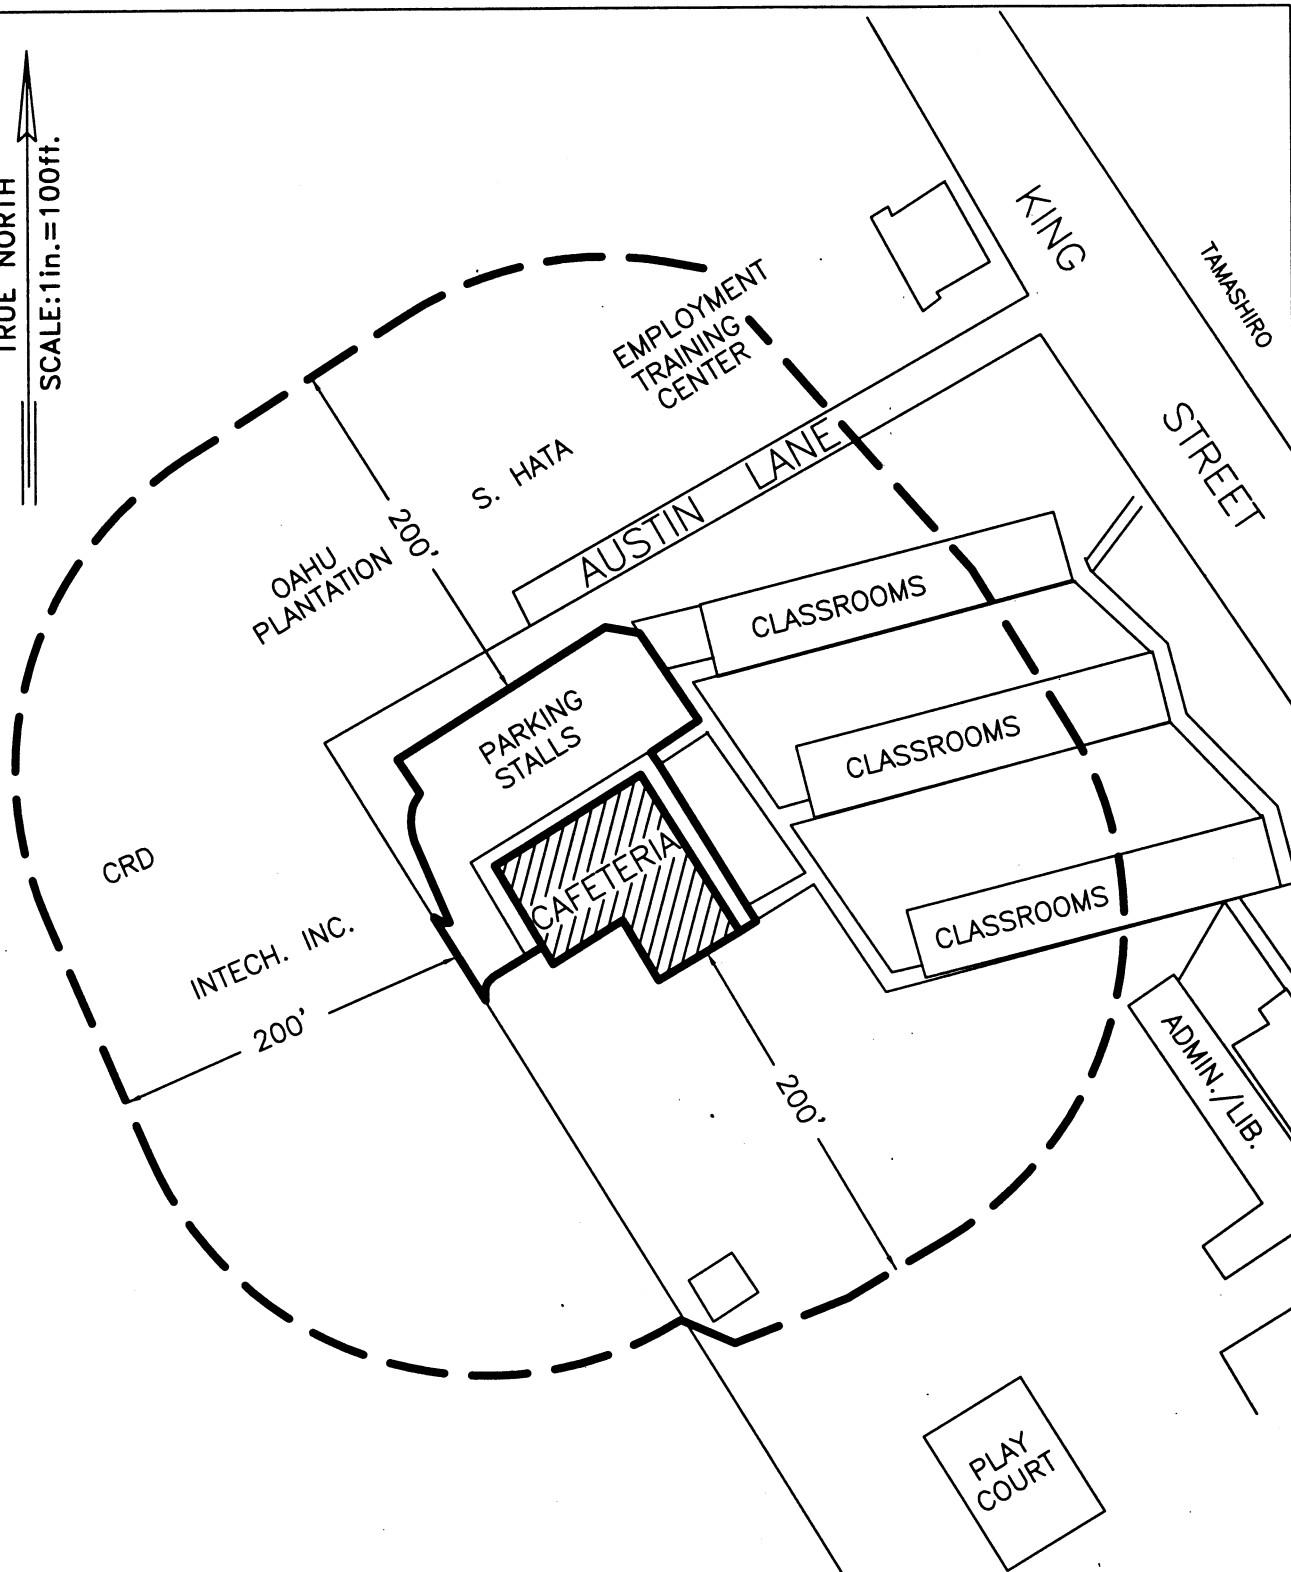 TRUE NORTH
SCALE:1in.=100ft.
KING
STREET
TAMASHIRO
EMPLOYMENT
TRAINING
CENTER
S. HATA
AUSTIN LANE
200'
OAHU
PLANTATION
CLASSROOMS
PARKING
STALLS
CLASSROOMS
CAFETERIA
CRD
CLASSROOMS
INTECH. INC.
200'
ADMIN./LIB.
200'
PLAY
COURT